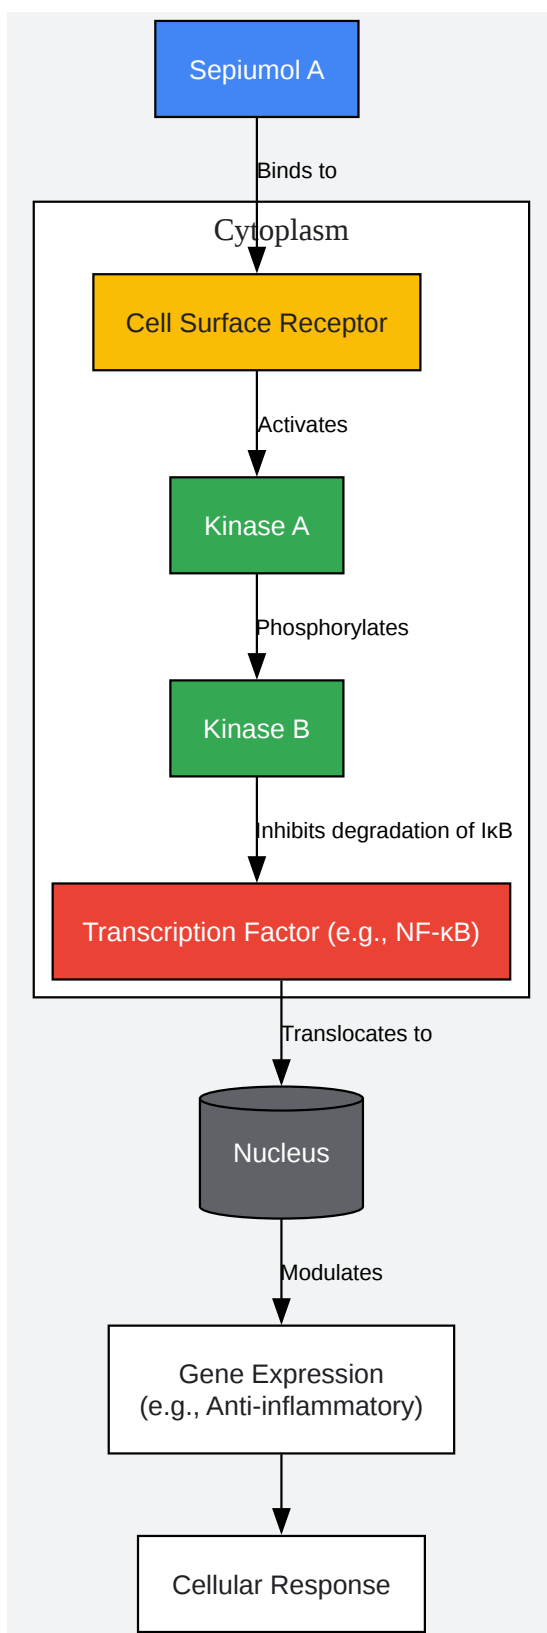 Sepiumol A
Binds to
Cytoplasm
Cell Surface Receptor
Activates
Kinase A
Phosphorylates
Kinase B
Inhibits degradation of IκB
Transcription Factor (e.g., NF-κB)
Translocates to
Nucleus
Modulates
Gene Expression
(e.g., Anti-inflammatory)
Cellular Response